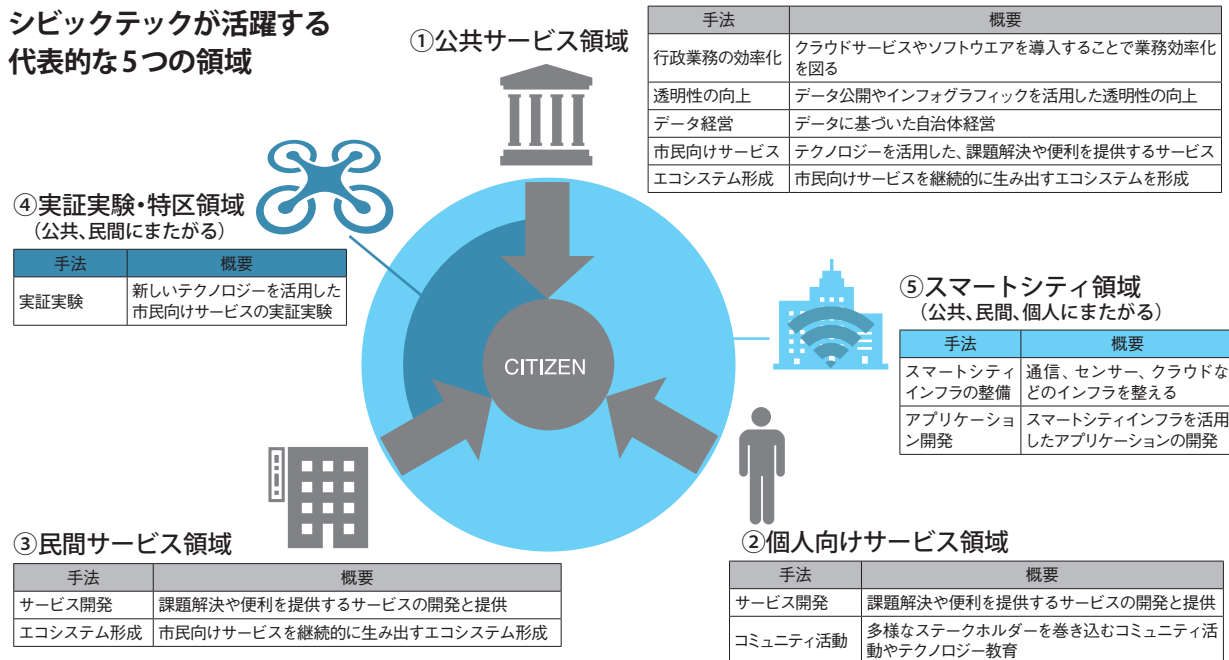 シビックテックが活躍する
代表的な5つの領域
①公共サービス領域
手法 概要
行政業務の効率化 クラウドサービスやソフトウエアを導入することで業務効率化
を図る
透明性の向上 データ公開やインフォグラフィックを活用した透明性の向上
データ経営 データに基づいた自治体経営
市民向けサービス テクノロジーを活用した、課題解決や便利を提供するサービス
エコシステム形成 市民向けサービスを継続的に生み出すエコシステムを形成
④実証実験・特区領域
（公共、民間にまたがる）
手法 概要
実証実験 新しいテクノロジーを活用した
市民向けサービスの実証実験
CITIZEN
⑤スマートシティ領域
（公共、民間、個人にまたがる）
手法 概要
スマートシティ 通信、センサー、クラウドな
インフラの整備 どのインフラを整える
アプリケーショ スマートシティインフラを活用
ン開発 したアプリケーションの開発
③民間サービス領域
手法 概要
サービス開発 課題解決や便利を提供するサービスの開発と提供
エコシステム形成 市民向けサービスを継続的に生み出すエコシステム形成
②個人向けサービス領域
手法 概要
サービス開発 課題解決や便利を提供するサービスの開発と提供
コミュニティ活動 多様なステークホルダーを巻き込むコミュニティ活
動やテクノロジー教育